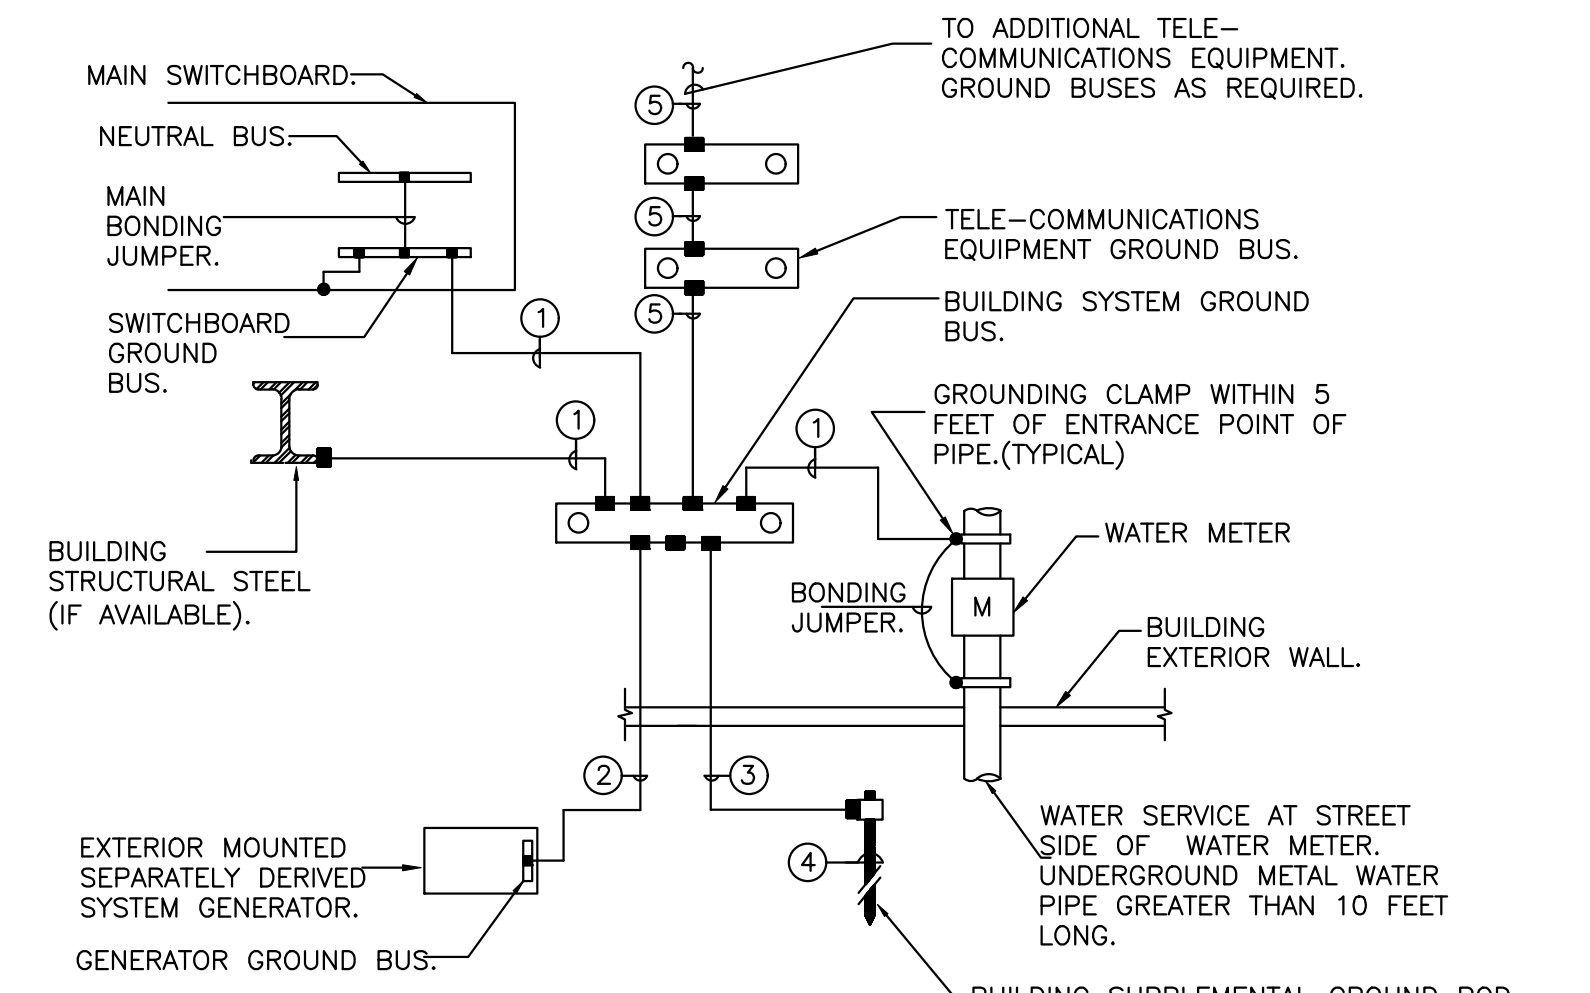 TO ADDITIONAL TELE-
COMMUNICATIONS EQUIPMENT.
GROUND BUSES AS REQUIRED.
MAIN SWITCHBOARD.
5
NEUTRAL BUS.
MAIN
BONDING
JUMPER.
5
TELE-COMMUNICATIONS
EQUIPMENT GROUND BUS.
SWITCHBOARD
GROUND
BUS.
1
5
BUILDING SYSTEM GROUND
BUS.
GROUNDING CLAMP WITHIN 5
FEET OF ENTRANCE POINT OF
PIPE.(TYPICAL)
1
1
BUILDING
STRUCTURAL STEEL
(IF AVAILABLE).
WATER METER
BONDING
JUMPER.
M
BUILDING
EXTERIOR WALL.
2
3
4
EXTERIOR MOUNTED
SEPARATELY DERIVED
SYSTEM GENERATOR.
GENERATOR GROUND BUS.
WATER SERVICE AT STREET
SIDE OF WATER METER.
UNDERGROUND METAL WATER
PIPE GREATER THAN 10 FEET
LONG.
BUILDING SUPPLEMENTAL GROUND ROD